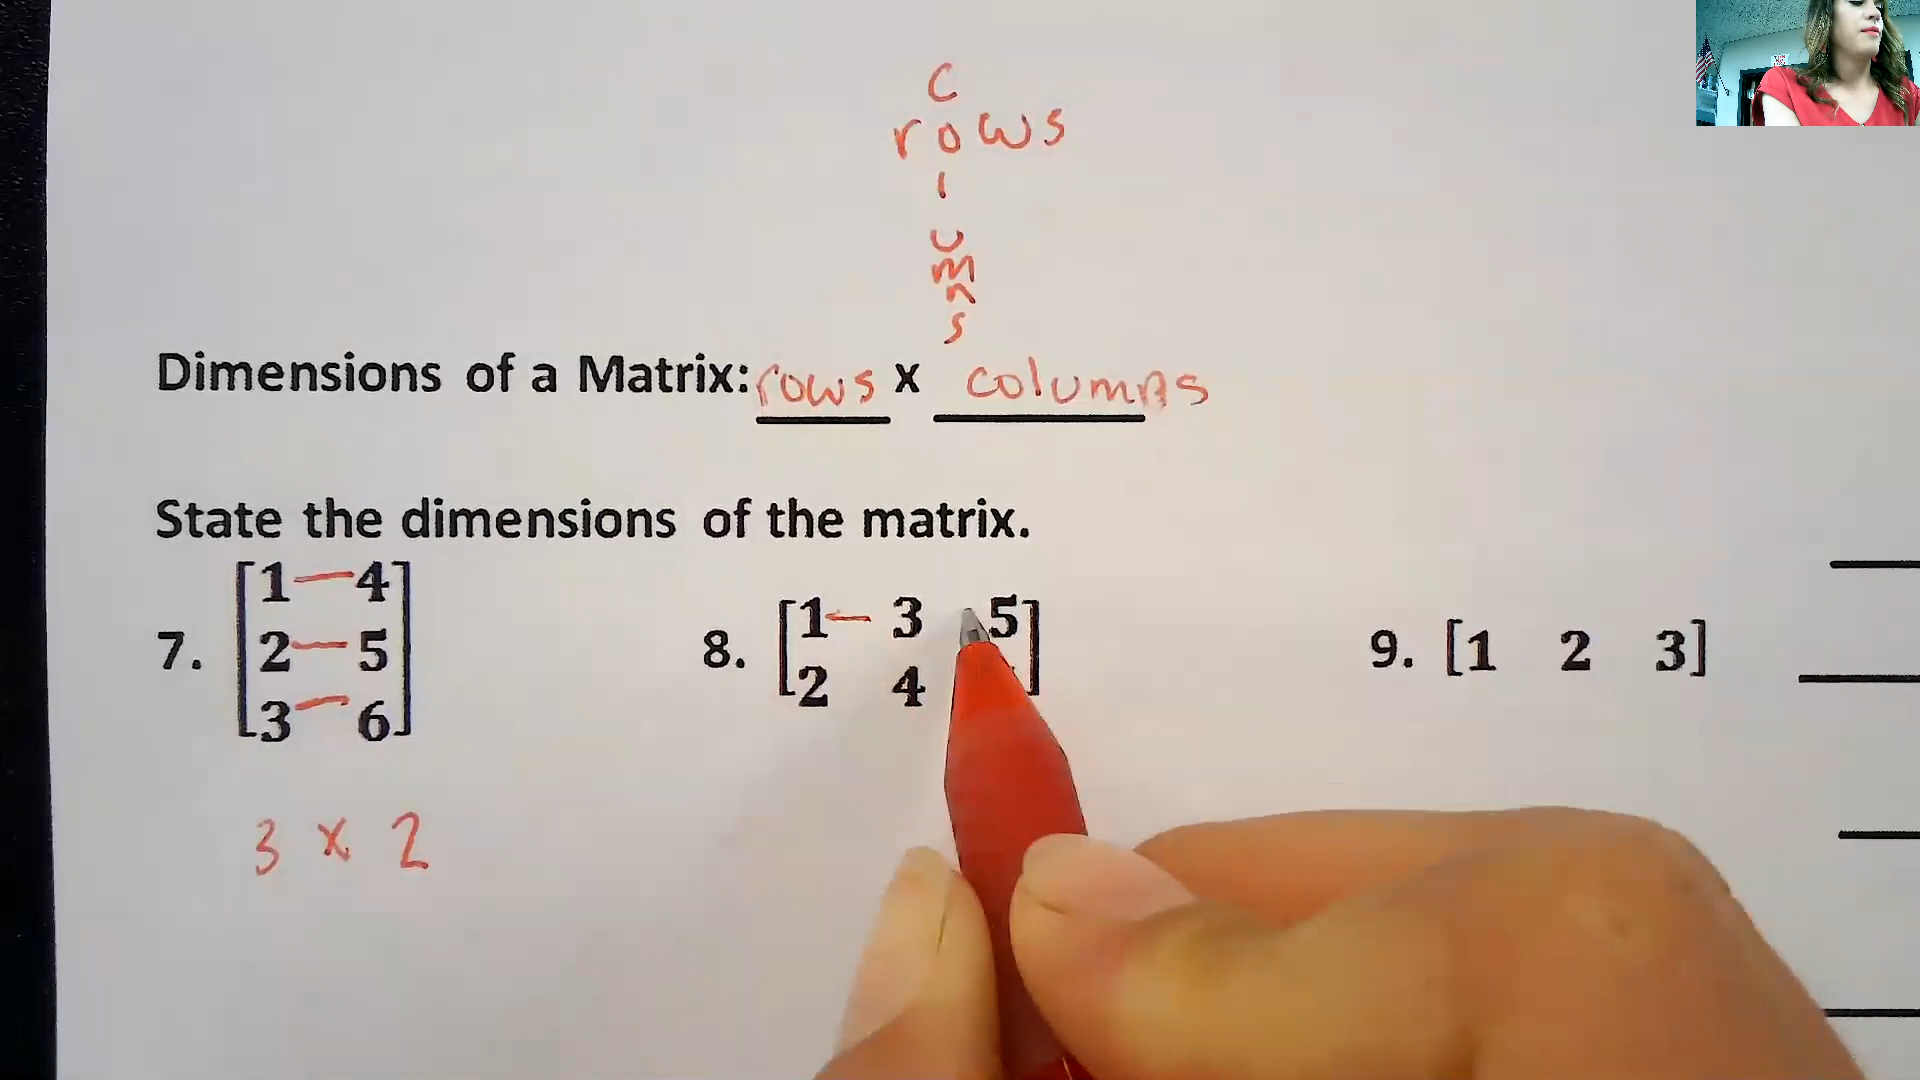 C
rows
l
u
m
n
s
Dimensions of a Matrix: rows x columns
State the dimensions of the matrix.
7. [1 4
2 5
3 6]
8. [1 3 5]
[2 4
9. [1 2 3]
3 x 2